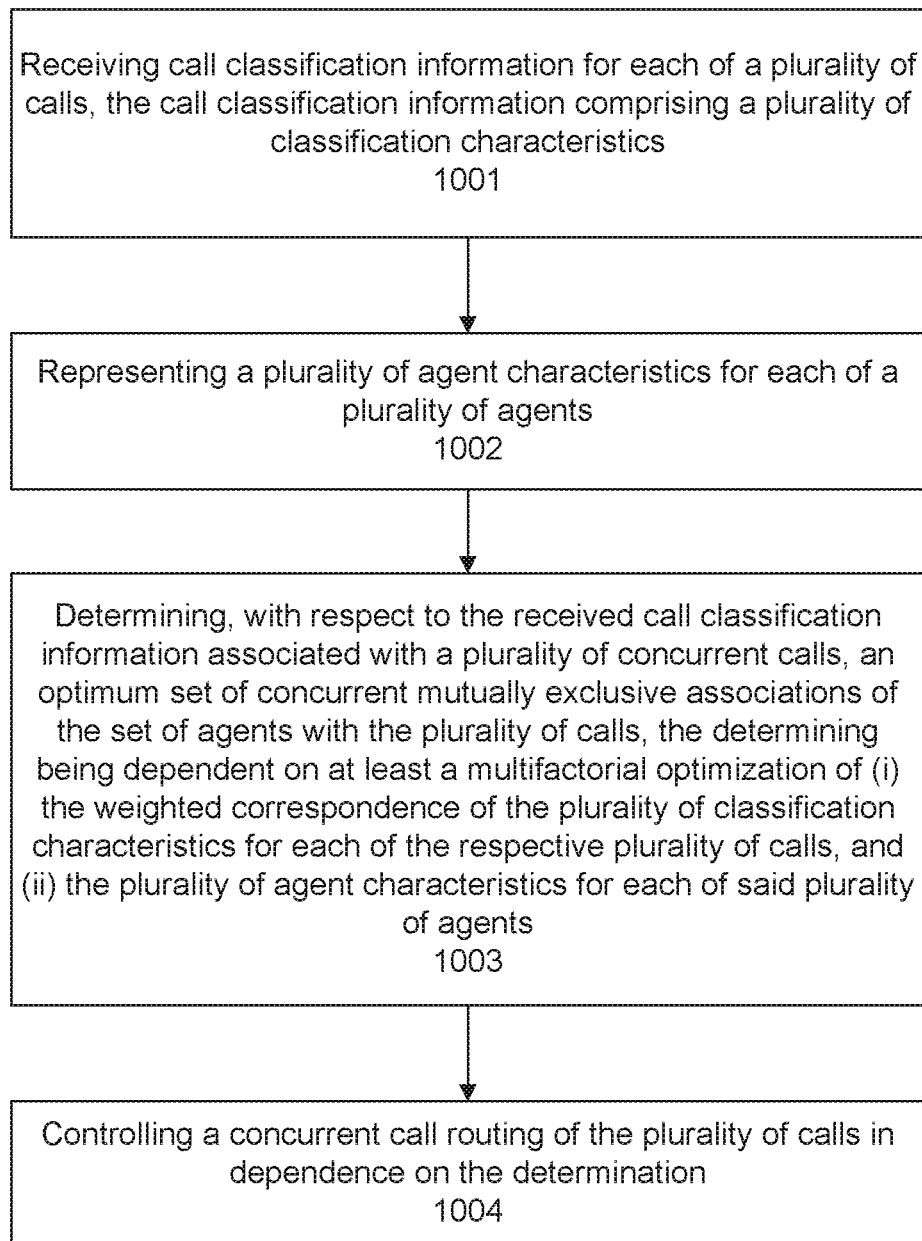 Receiving call classification information for each of a plurality of
calls, the call classification information comprising a plurality of
classification characteristics
1001
Representing a plurality of agent characteristics for each of a
plurality of agents
1002
Determining, with respect to the received call classification
information associated with a plurality of concurrent calls, an
optimum set of concurrent mutually exclusive associations of
the set of agents with the plurality of calls, the determining
being dependent on at least a multifactorial optimization of (i)
the weighted correspondence of the plurality of classification
characteristics for each of the respective plurality of calls, and
(ii) the plurality of agent characteristics for each of said plurality
of agents
1003
Controlling a concurrent call routing of the plurality of calls in
dependence on the determination
1004